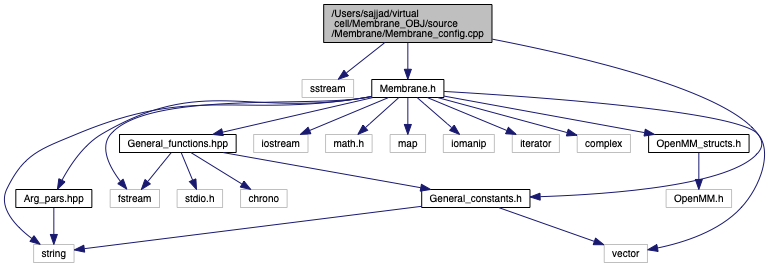 /Users/sajjad/virtual
cell/Membrane_OBJ/source
/Membrane/Membrane_config.cpp
sstream
Membrane.h
General_functions.hpp
iostream
math.h
map
iomanip
iterator
complex
OpenMM_structs.h
Arg_pars.hpp
fstream
stdio.h
chrono
General_constants.h
OpenMM.h
string
vector